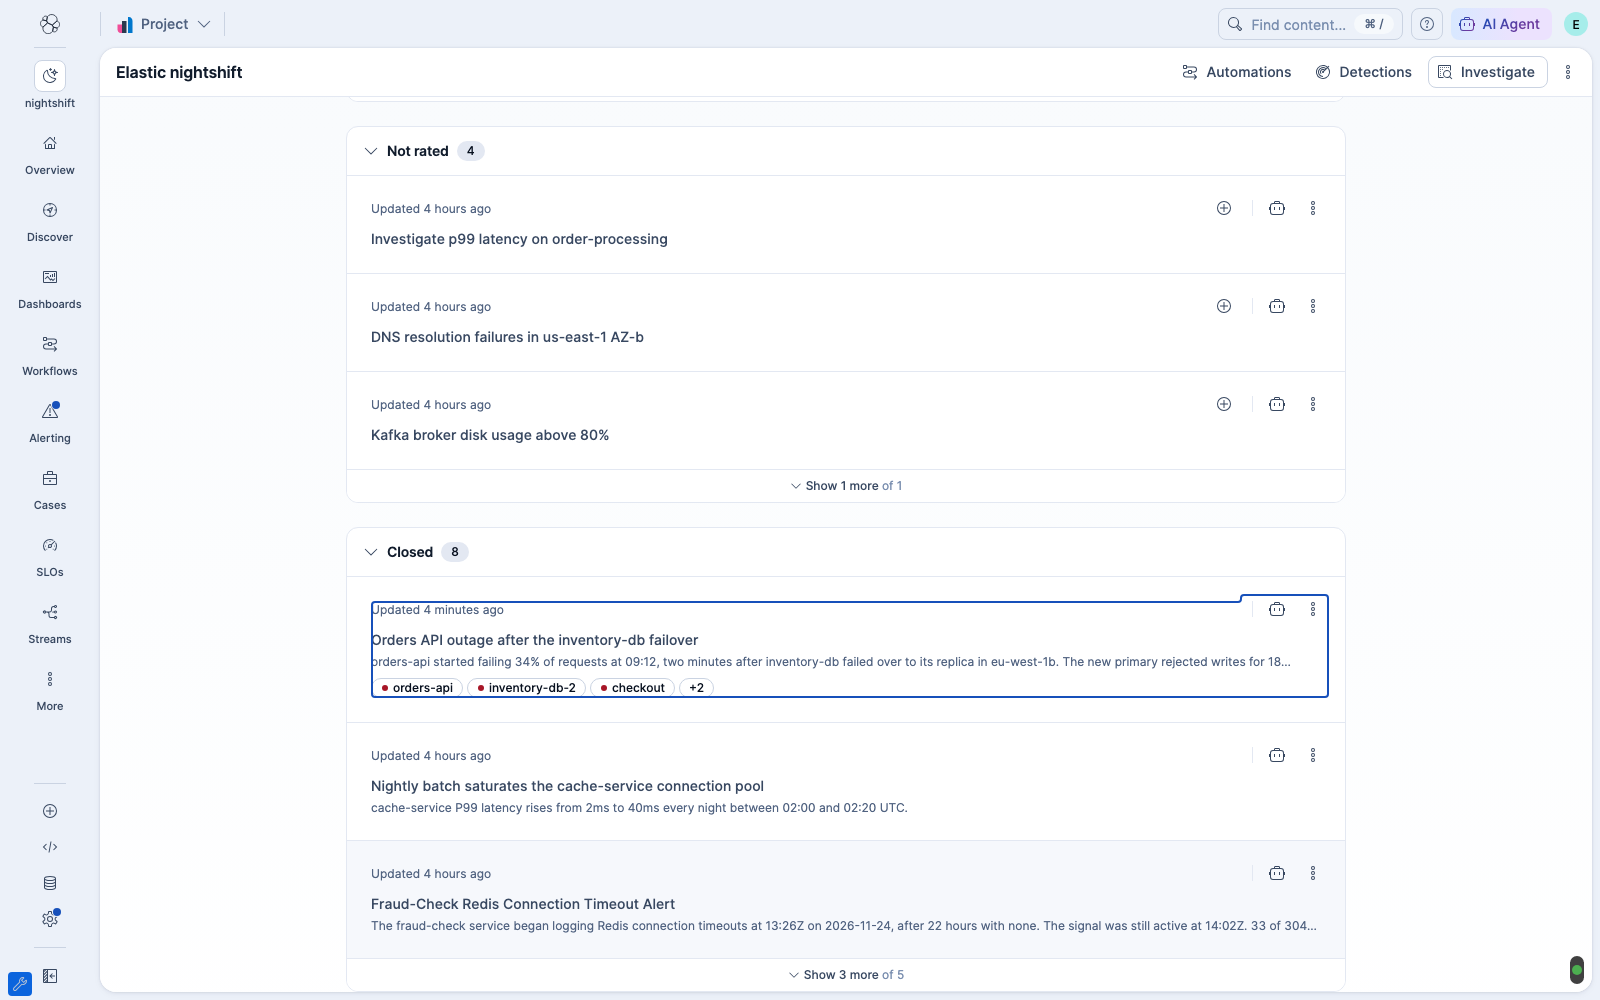 Project
Find content...
⌘ /
AI Agent
E
Elastic nightshift
Automations
Detections
Investigate
nightshift
Overview
Discover
Dashboards
Workflows
Alerting
Cases
SLOs
Streams
More
Not rated 4
Updated 4 hours ago
Investigate p99 latency on order-processing
Updated 4 hours ago
DNS resolution failures in us-east-1 AZ-b
Updated 4 hours ago
Kafka broker disk usage above 80%
Show 1 more of 1
Closed 8
Updated 4 minutes ago
Orders API outage after the inventory-db failover
orders-api started failing 34% of requests at 09:12, two minutes after inventory-db failed over to its replica in eu-west-1b. The new primary rejected writes for 18...
orders-api inventory-db-2 checkout +2
Updated 4 hours ago
Nightly batch saturates the cache-service connection pool
cache-service P99 latency rises from 2ms to 40ms every night between 02:00 and 02:20 UTC.
Updated 4 hours ago
Fraud-Check Redis Connection Timeout Alert
The fraud-check service began logging Redis connection timeouts at 13:26Z on 2026-11-24, after 22 hours with none. The signal was still active at 14:02Z. 33 of 304...
Show 3 more of 5